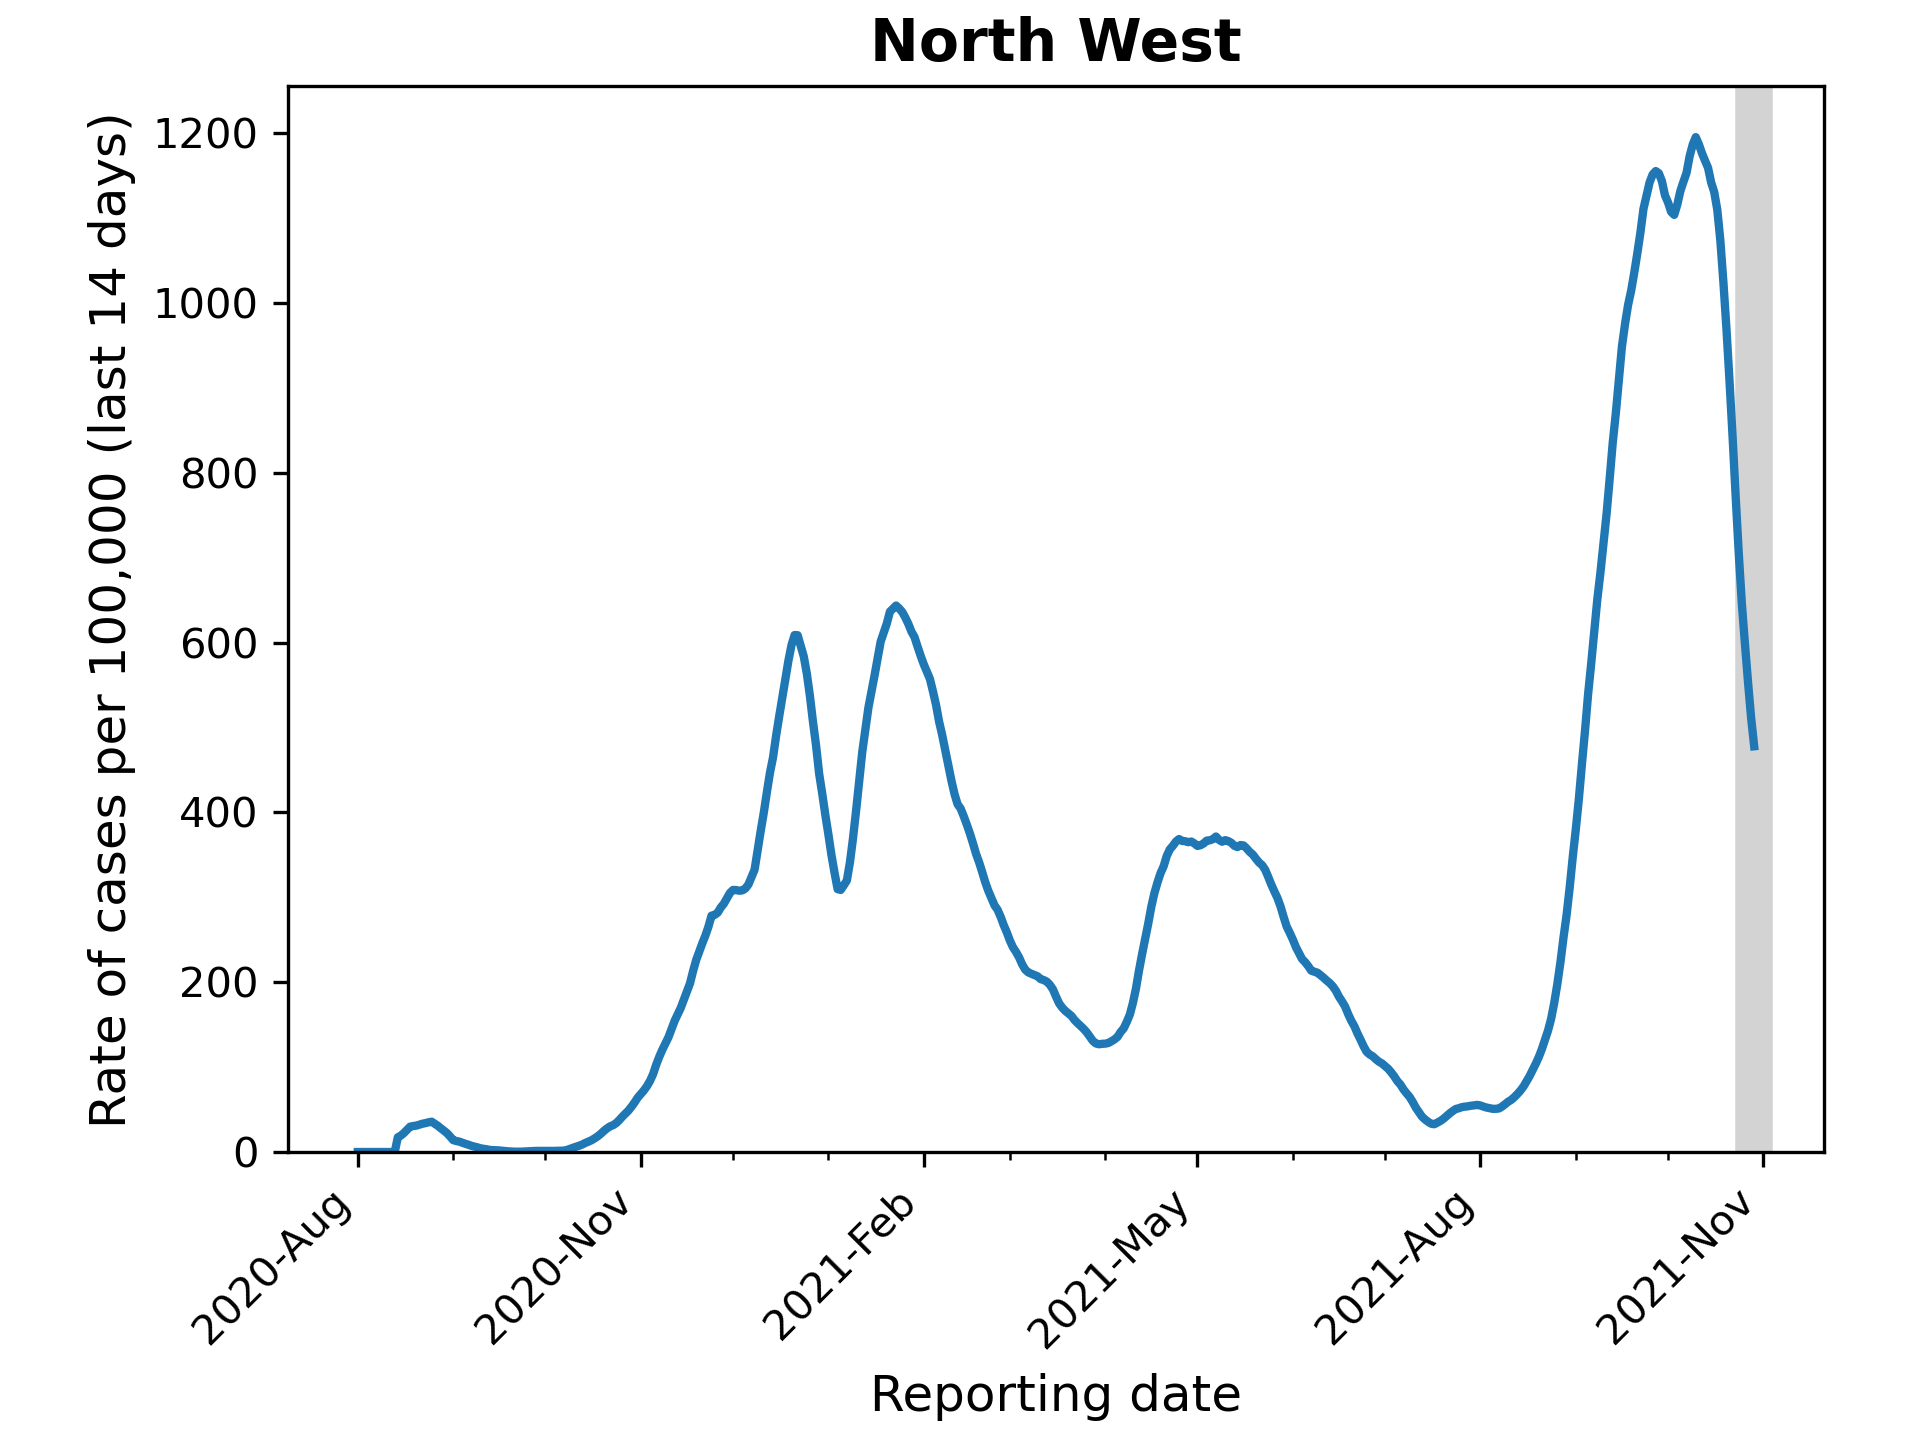 North West
Rate of cases per 100,000 (last 14 days)
1200
1000
800
600
400
200
0
2020-Aug
2020-Nov
2021-Feb
2021-May
2021-Aug
2021-Nov
Reporting date